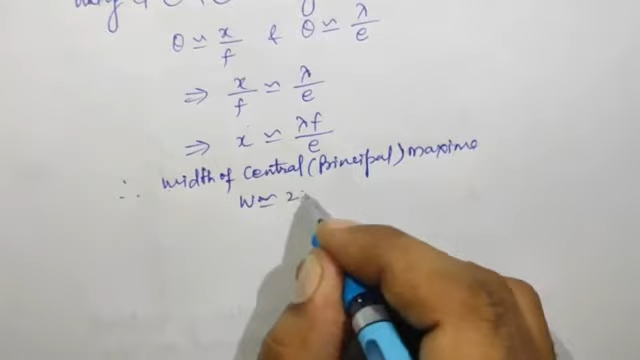 θ ≃ x/f & θ ≃ λ/e
⇒ x/f ≃ λ/e
⇒ x ≃ λf/e
∴ width of central (Principal) maxima
W ≃ 2